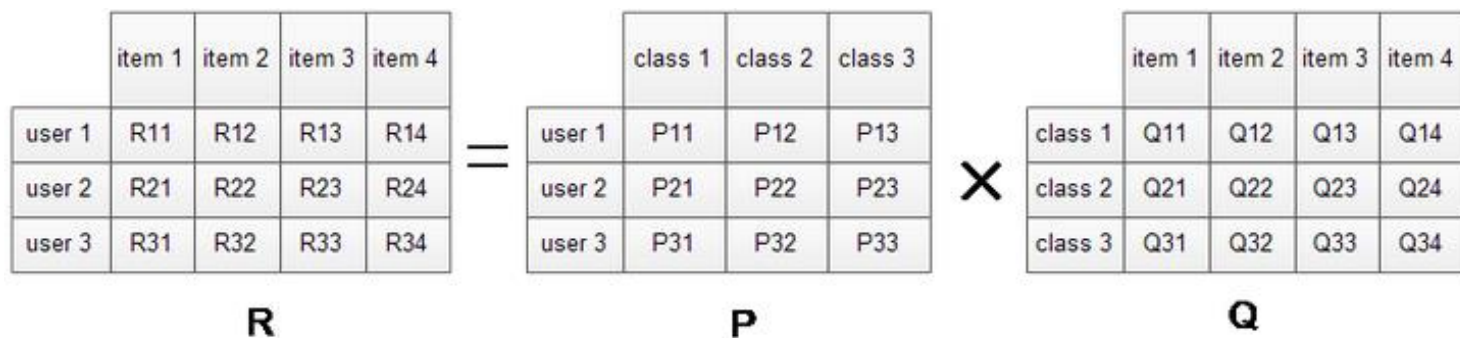 item 1 item 2 item 3 item 4 class 1 class 2 class 3 item 1 item 2 item 3 item 4
user 1 R11 R12 R13 R14 = P11 P12 P13 × class 1 Q11 Q12 Q13 Q14
user 2 R21 R22 R23 R24 user 2 P21 P22 P23 class 2 Q21 Q22 Q23 Q24
user 3 R31 R32 R33 R34 user 3 P31 P32 P33 class 3 Q31 Q32 Q33 Q34
R P Q